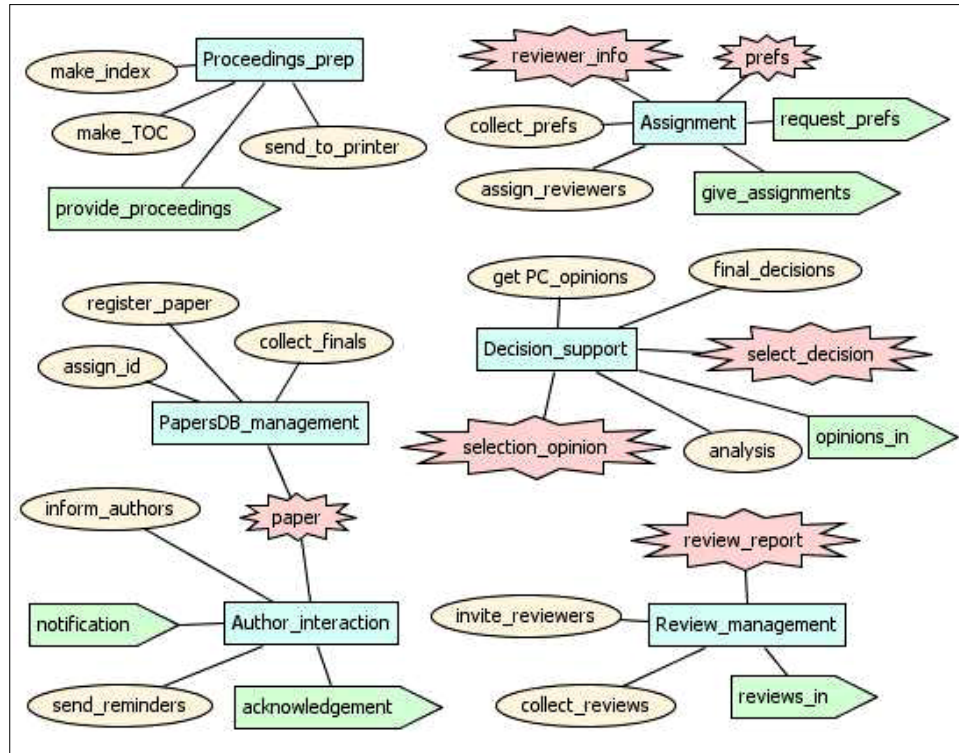 Proceedings_prep
make_index
make_TOC
send_to_printer
provide_proceedings
reviewer_info
prefs
collect_prefs
Assignment
request_prefs
assign_reviewers
give_assignments
register_paper
collect_finals
assign_id
PapersDB_management
get PC_opinions
final_decisions
Decision_support
select_decision
selection_opinion
analysis
opinions_in
inform_authors
paper
notification
Author_interaction
send_reminders
acknowledgement
review_report
invite_reviewers
Review_management
collect_reviews
reviews_in